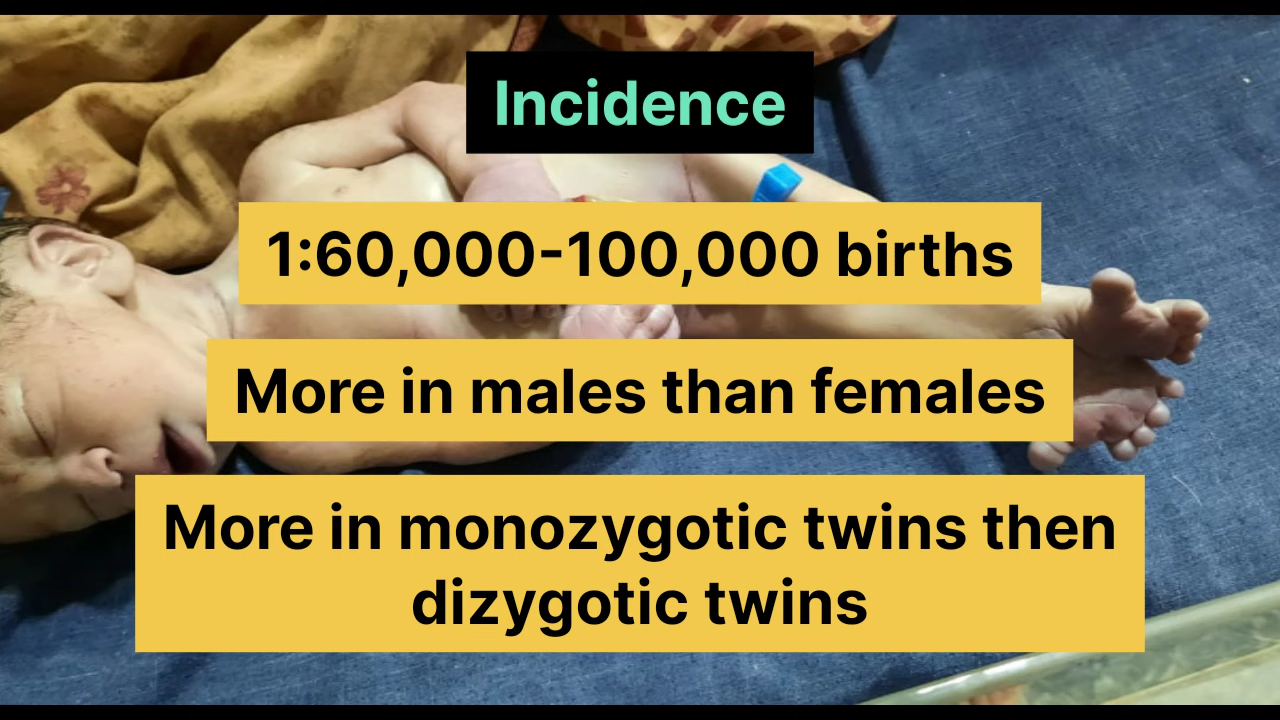 Incidence
1:60,000-100,000 births
More in males than females
More in monozygotic twins then
dizygotic twins